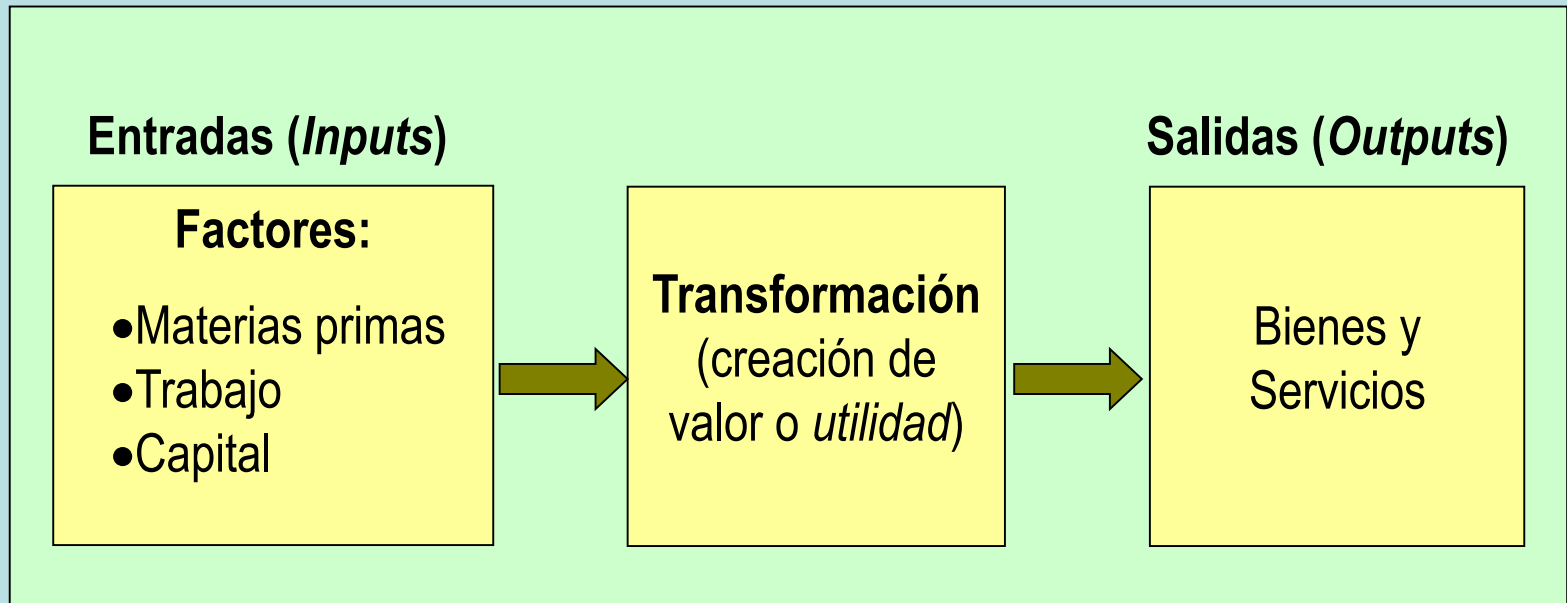 Entradas (Inputs)
Factores:
•Materias primas
•Trabajo
•Capital
Transformación
(creación de
valor o utilidad)
Salidas (Outputs)
Bienes y
Servicios